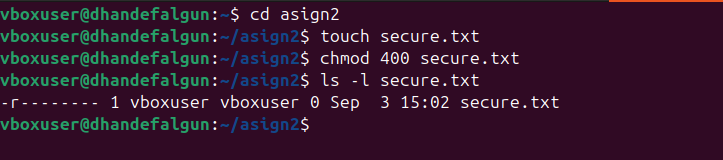 vboxuser@dhandefalgun:~$ cd asign2
vboxuser@dhandefalgun:~/asign2$ touch secure.txt
vboxuser@dhandefalgun:~/asign2$ chmod 400 secure.txt
vboxuser@dhandefalgun:~/asign2$ ls -l secure.txt
-r-------- 1 vboxuser vboxuser 0 Sep  3 15:02 secure.txt
vboxuser@dhandefalgun:~/asign2$